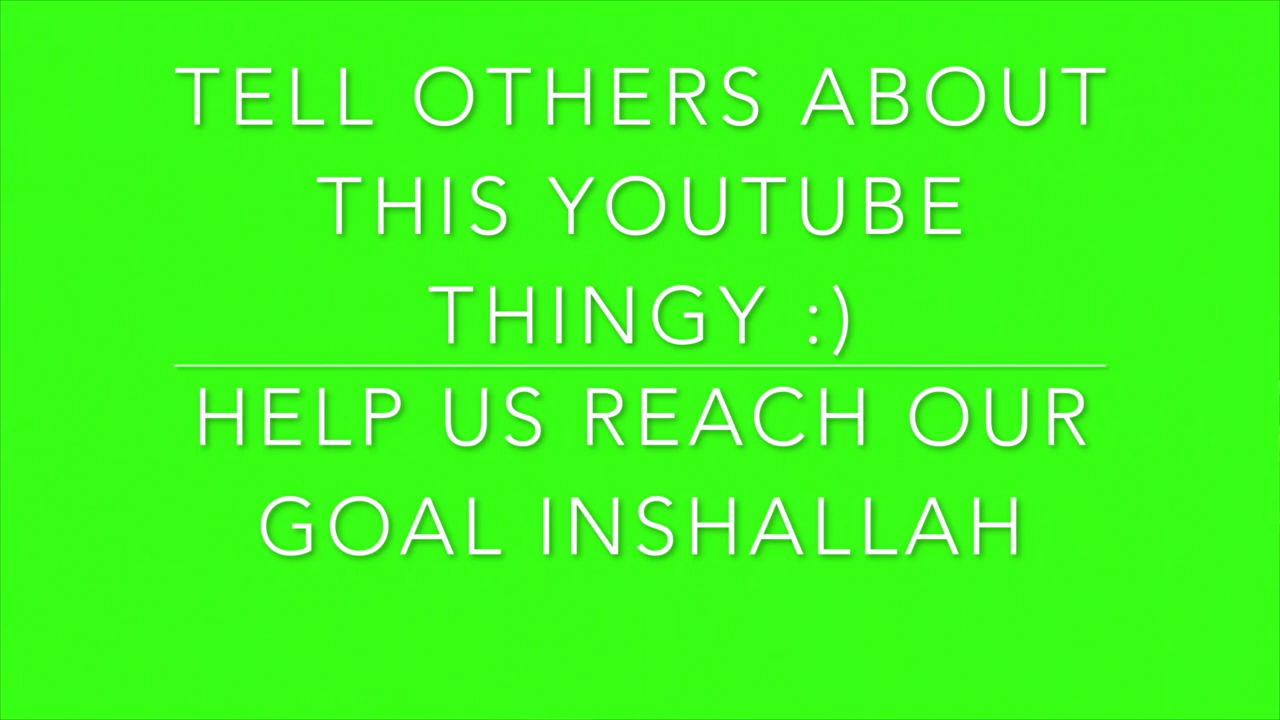 TELL OTHERS ABOUT
THIS YOUTUBE
THINGY :)
HELP US REACH OUR
GOAL INSHALLAH